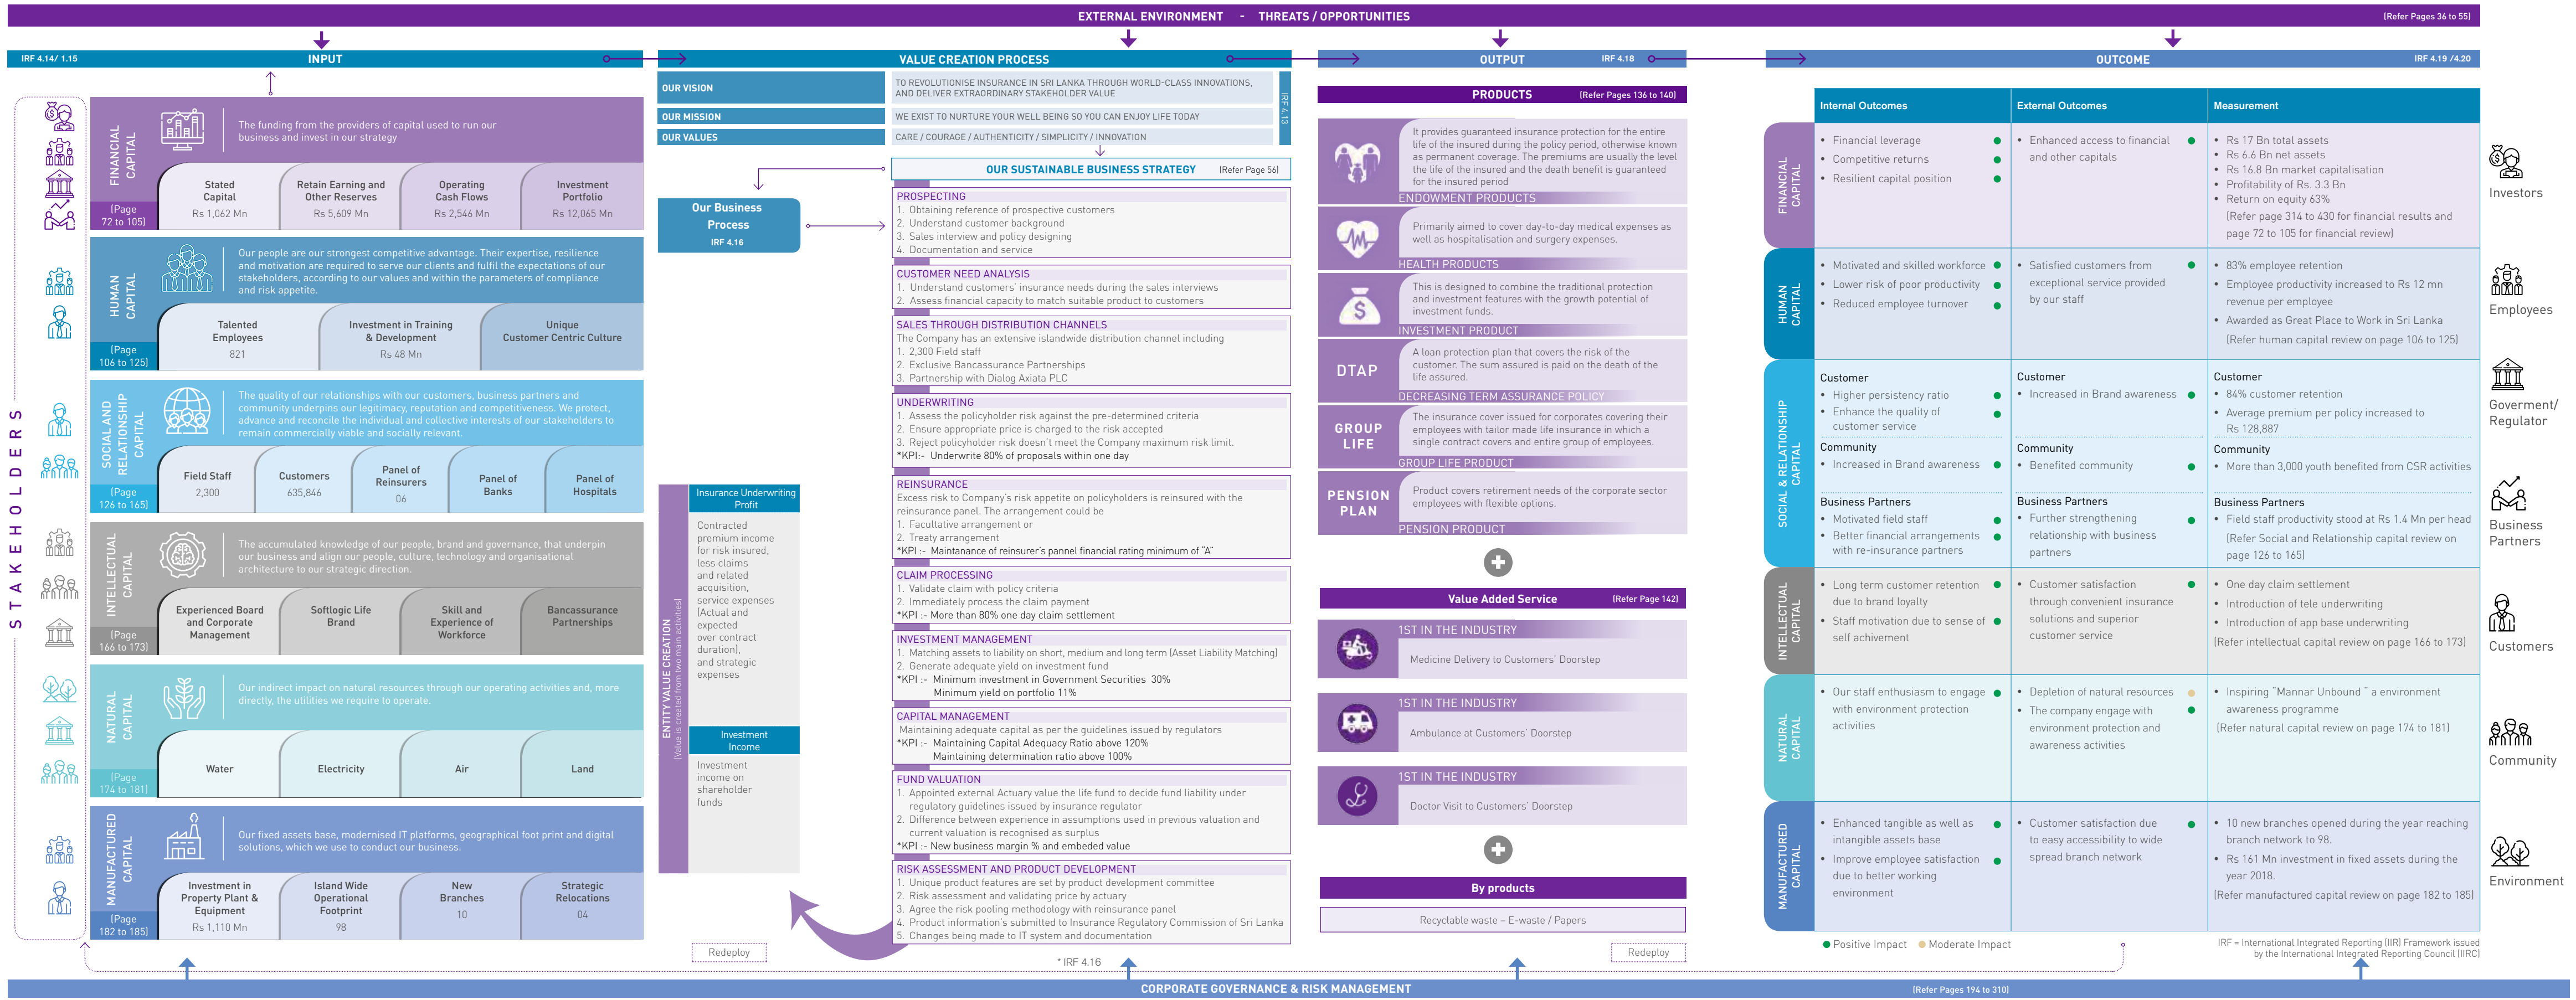 EXTERNAL ENVIRONMENT - THREATS / OPPORTUNITIES
(Refer Pages 36 to 55)
IRF 4.14/ 1.15
INPUT
STAKEHOLDERS
FINANCIAL
CAPITAL
(Page
72 to 105)
The funding from the providers of capital used to run our
business and invest in our strategy
Stated
Capital
Rs 1,062 Mn
Retain Earning and
Other Reserves
Rs 5,609 Mn
Operating
Cash Flows
Rs 2,546 Mn
Investment
Portfolio
Rs 12,065 Mn
HUMAN
CAPITAL
(Page
106 to 125)
Our people are our strongest competitive advantage. Their expertise, resilience
and motivation are required to serve our clients and fulfil the expectations of our
stakeholders, according to our values and within the parameters of compliance
and risk appetite.
Talented
Employees
821
Investment in Training
& Development
Rs 48 Mn
Unique
Customer Centric Culture
SOCIAL AND
RELATIONSHIP
CAPITAL
(Page
126 to 165)
The quality of our relationships with our customers, business partners and
community underpins our legitimacy, reputation and competitiveness. We protect,
advance and reconcile the individual and collective interests of our stakeholders to
remain commercially viable and socially relevant.
Field Staff
2,300
Customers
635,846
Panel of
Reinsurers
06
Panel of
Banks
Panel of
Hospitals
INTELLECTUAL
CAPITAL
(Page
166 to 173)
The accumulated knowledge of our people, brand and governance, that underpin
our business and align our people, culture, technology and organisational
architecture to our strategic direction.
Experienced Board
and Corporate
Management
Softlogic Life
Brand
Skill and
Experience of
Workforce
Bancassurance
Partnerships
NATURAL
CAPITAL
(Page
174 to 181)
Our indirect impact on natural resources through our operating activities and, more
directly, the utilities we require to operate.
Water
Electricity
Air
Land
MANUFACTURED
CAPITAL
(Page
182 to 185)
Our fixed assets base, modernised IT platforms, geographical foot print and digital
solutions, which we use to conduct our business.
Investment in
Property Plant &
Equipment
Rs 1,110 Mn
Island Wide
Operational
Footprint
98
New
Branches
10
Strategic
Relocations
04
VALUE CREATION PROCESS
OUR VISION
TO REVOLUTIONISE INSURANCE IN SRI LANKA THROUGH WORLD-CLASS INNOVATIONS,
AND DELIVER EXTRAORDINARY STAKEHOLDER VALUE
OUR MISSION
WE EXIST TO NURTURE YOUR WELL BEING SO YOU CAN ENJOY LIFE TODAY
OUR VALUES
CARE / COURAGE / AUTHENTICITY / SIMPLICITY / INNOVATION
IRF 4.13
OUR SUSTAINABLE BUSINESS STRATEGY (Refer Page 56)
Our Business
Process
IRF 4.16
PROSPECTING
1. Obtaining reference of prospective customers
2. Understand customer background
3. Sales interview and policy designing
4. Documentation and service
CUSTOMER NEED ANALYSIS
1. Understand customers' insurance needs during the sales interviews
2. Assess financial capacity to match suitable product to customers
SALES THROUGH DISTRIBUTION CHANNELS
The Company has an extensive islandwide distribution channel including
1. 2,300 Field staff
2. Exclusive Bancassurance Partnerships
3. Partnership with Dialog Axiata PLC
UNDERWRITING
1. Assess the policyholder risk against the pre-determined criteria
2. Ensure appropriate price is charged to the risk accepted
3. Reject policyholder risk doesn't meet the Company maximum risk limit.
*KPI:- Underwrite 80% of proposals within one day
REINSURANCE
Excess risk to Company's risk appetite on policyholders is reinsured with the
reinsurance panel. The arrangement could be
1. Facultative arrangement or
2. Treaty arrangement
*KPI :- Maintanance of reinsurer's pannel financial rating minimum of "A"
CLAIM PROCESSING
1. Validate claim with policy criteria
2. Immediately process the claim payment
*KPI :- More than 80% one day claim settlement
INVESTMENT MANAGEMENT
1. Matching assets to liability on short, medium and long term (Asset Liability Matching)
2. Generate adequate yield on investment fund
*KPI :- Minimum investment in Government Securities 30%
Minimum yield on portfolio 11%
CAPITAL MANAGEMENT
Maintaining adequate capital as per the guidelines issued by regulators
*KPI :- Maintaining Capital Adequacy Ratio above 120%
Maintaining determination ratio above 100%
FUND VALUATION
1. Appointed external Actuary value the life fund to decide fund liability under
regulatory guidelines issued by insurance regulator
2. Difference between experience in assumptions used in previous valuation and
current valuation is recognised as surplus
*KPI :- New business margin % and embeded value
RISK ASSESSMENT AND PRODUCT DEVELOPMENT
1. Unique product features are set by product development committee
2. Risk assessment and validating price by actuary
3. Agree the risk pooling methodology with reinsurance panel
4. Product information's submitted to Insurance Regulatory Commission of Sri Lanka
5. Changes being made to IT system and documentation
ENTITY VALUE CREATION
(Value is created from two main activities)
Insurance Underwriting
Profit
Contracted
premium income
for risk insured,
less claims
and related
acquisition,
service expenses
(Actual and
expected
over contract
duration),
and strategic
expenses
Investment
Income
Investment
income on
shareholder
funds
Redeploy
* IRF 4.16
OUTPUT
IRF 4.18
PRODUCTS
(Refer Pages 136 to 140)
It provides guaranteed insurance protection for the entire
life of the insured during the policy period, otherwise known
as permanent coverage. The premiums are usually the level
the life of the insured and the death benefit is guaranteed
for the insured period
ENDOWMENT PRODUCTS
Primarily aimed to cover day-to-day medical expenses as
well as hospitalisation and surgery expenses.
HEALTH PRODUCTS
This is designed to combine the traditional protection
and investment features with the growth potential of
investment funds.
INVESTMENT PRODUCT
DTAP
A loan protection plan that covers the risk of the
customer. The sum assured is paid on the death of the
life assured.
DECREASING TERM ASSURANCE POLICY
GROUP
LIFE
The insurance cover issued for corporates covering their
employees with tailor made life insurance in which a
single contract covers and entire group of employees.
GROUP LIFE PRODUCT
PENSION
PLAN
Product covers retirement needs of the corporate sector
employees with flexible options.
PENSION PRODUCT
Value Added Service
(Refer Page 142)
1ST IN THE INDUSTRY
Medicine Delivery to Customers' Doorstep
1ST IN THE INDUSTRY
Ambulance at Customers' Doorstep
1ST IN THE INDUSTRY
Doctor Visit to Customers' Doorstep
By products
Recyclable waste – E-waste / Papers
Redeploy
OUTCOME
IRF 4.19 /4.20
Internal Outcomes
External Outcomes
Measurement
FINANCIAL
CAPITAL
• Financial leverage
• Competitive returns
• Resilient capital position
• Enhanced access to financial
and other capitals
• Rs 17 Bn total assets
• Rs 6.6 Bn net assets
• Rs 16.8 Bn market capitalisation
• Profitability of Rs. 3.3 Bn
• Return on equity 63%
(Refer page 314 to 430 for financial results and
page 72 to 105 for financial review)
HUMAN
CAPITAL
• Motivated and skilled workforce
• Lower risk of poor productivity
• Reduced employee turnover
• Satisfied customers from
exceptional service provided
by our staff
• 83% employee retention
• Employee productivity increased to Rs 12 mn
revenue per employee
• Awarded as Great Place to Work in Sri Lanka
(Refer human capital review on page 106 to 125)
SOCIAL & RELATIONSHIP
CAPITAL
Customer
• Higher persistency ratio
• Enhance the quality of
customer service
Customer
• Increased in Brand awareness
Customer
• 84% customer retention
• Average premium per policy increased to
Rs 128,887
Community
• Increased in Brand awareness
Community
• Benefited community
Community
• More than 3,000 youth benefited from CSR activities
Business Partners
• Motivated field staff
• Better financial arrangements
with re-insurance partners
Business Partners
• Further strengthening
relationship with business
partners
Business Partners
• Field staff productivity stood at Rs 1.4 Mn per head
(Refer Social and Relationship capital review on
page 126 to 165)
INTELLECTUAL
CAPITAL
• Long term customer retention
due to brand loyalty
• Staff motivation due to sense of
self achivement
• Customer satisfaction
through convenient insurance
solutions and superior
customer service
• One day claim settlement
• Introduction of tele underwriting
• Introduction of app base underwriting
(Refer intellectual capital review on page 166 to 173)
NATURAL
CAPITAL
• Our staff enthusiasm to engage
with environment protection
activities
• Depletion of natural resources
• The company engage with
environment protection and
awareness activities
• Inspiring "Mannar Unbound " a environment
awareness programme
(Refer natural capital review on page 174 to 181)
MANUFACTURED
CAPITAL
• Enhanced tangible as well as
intangible assets base
• Improve employee satisfaction
due to better working
environment
• Customer satisfaction due
to easy accessibility to wide
spread branch network
• 10 new branches opened during the year reaching
branch network to 98.
• Rs 161 Mn investment in fixed assets during the
year 2018.
(Refer manufactured capital review on page 182 to 185)
Positive Impact
Moderate Impact
IRF = International Integrated Reporting (IIR) Framework issued
by the International Integrated Reporting Council (IIRC)
Investors
Employees
Goverment/
Regulator
Business
Partners
Customers
Community
Environment
CORPORATE GOVERNANCE & RISK MANAGEMENT
(Refer Pages 194 to 310)